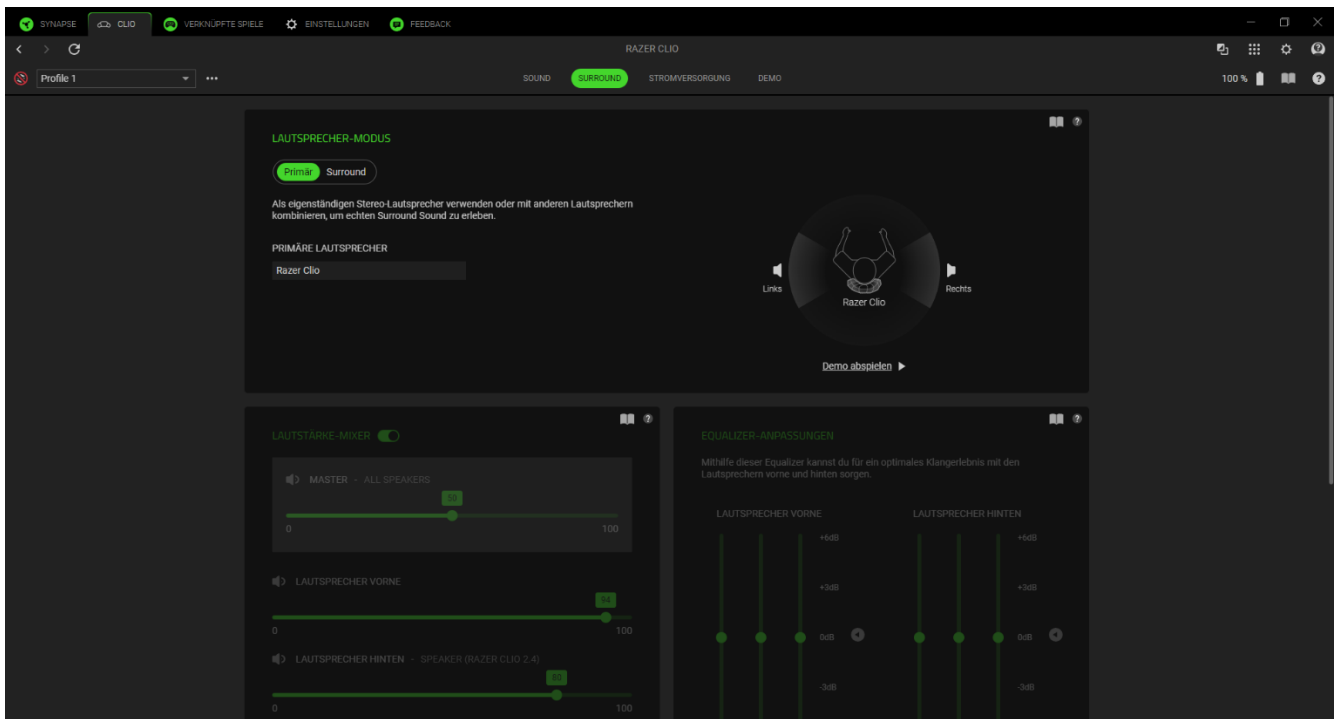 SYNAPSE CLIO VERKNÜPFTE SPIELE EINSTELLUNGEN FEEDBACK
RAZER CLIO
Profile 1 SOUND SURROUND STROMVERSORGUNG DEMO 100 %
LAUTSPRECHER-MODUS
Primär Surround
Als eigenständigen Stereo-Lautsprecher verwenden oder mit anderen Lautsprechern
kombinieren, um echten Surround Sound zu erleben.
PRIMÄRE LAUTSPRECHER
Razer Clio
Links
Rechts
Razer Clio
Demo abspielen
LAUTSTÄRKE-MIXER
MASTER - ALL SPEAKERS
50
0 100
LAUTSPRECHER VORNE
94
0 100
LAUTSPRECHER HINTEN - SPEAKER (RAZER CLIO 2.4)
80
0 100
EQUALIZER-ANPASSUNGEN
Mithilfe dieser Equalizer kannst du für ein optimales Klangerlebnis mit den
Lautsprechern vorne und hinten sorgen.
LAUTSPRECHER VORNE LAUTSPRECHER HINTEN
+6dB +6dB
+3dB +3dB
0dB 0dB
-3dB -3dB